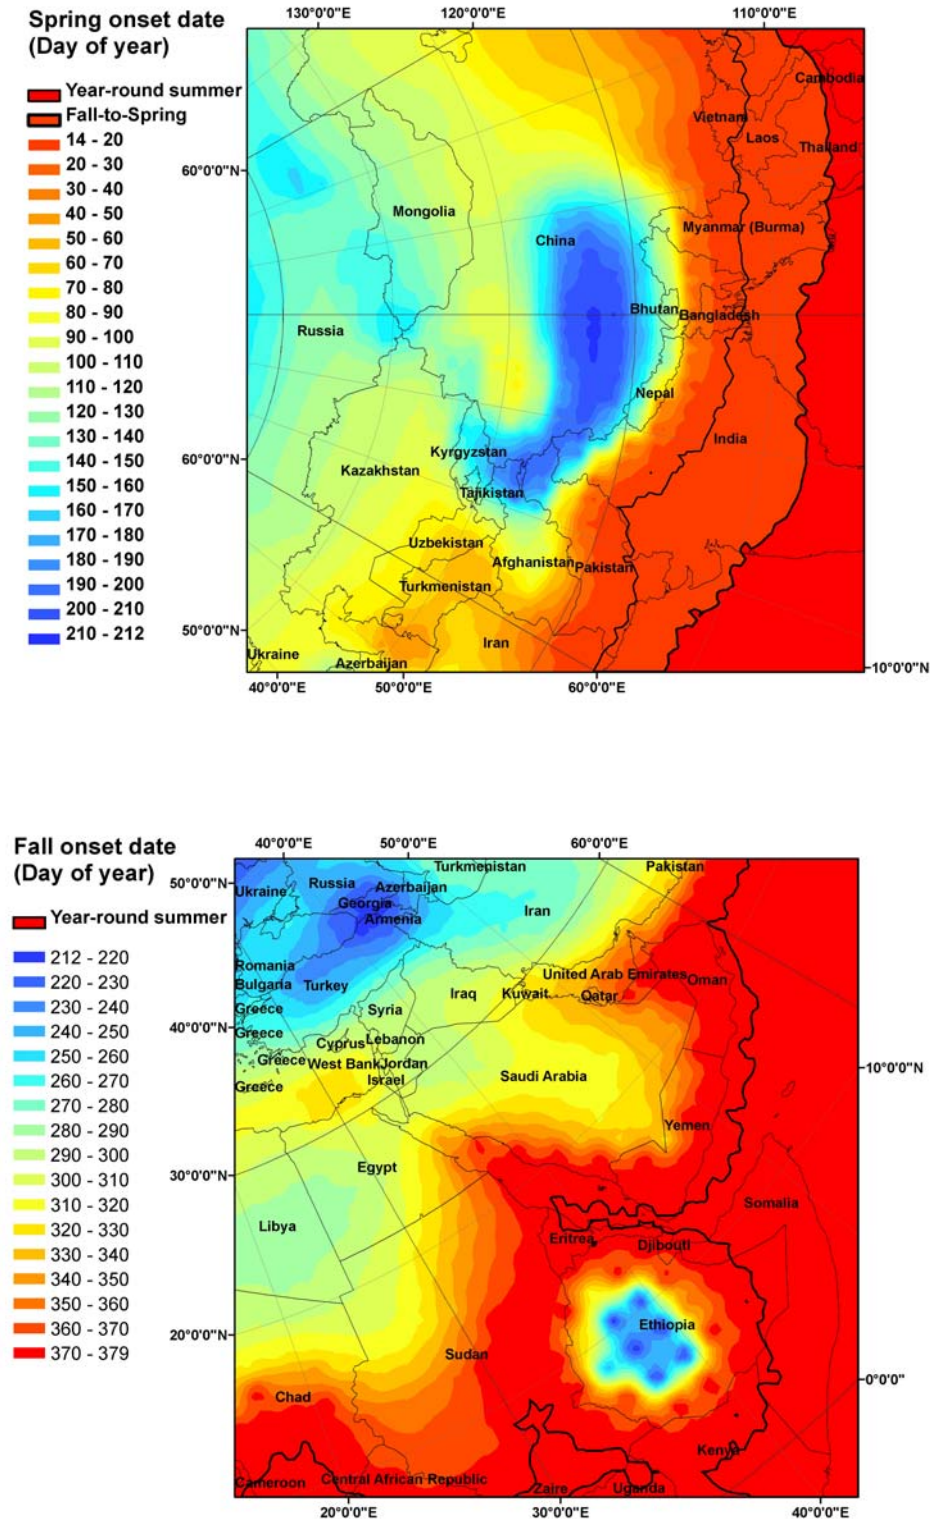 Spring onset date
(Day of year)
Year-round summer
Fall-to-Spring
14 - 20
20 - 30
30 - 40
40 - 50
50 - 60
60 - 70
70 - 80
80 - 90
90 - 100
100 - 110
110 - 120
120 - 130
130 - 140
140 - 150
150 - 160
160 - 170
170 - 180
180 - 190
190 - 200
200 - 210
210 - 212
130°0'0"E 120°0'0"E 110°0'0"E
Cambodia
Vietnam
Laos
Thailand
60°0'0"N
Mongolia
Myanmar (Burma)
China
Bhutan
Bangladesh
Russia
Nepal
India
60°0'0"N
Kyrgyzstan
Kazakhstan
Tajikistan
Uzbekistan
Afghanistan
Pakistan
Turkmenistan
50°0'0"N
Iran
Ukraine
Azerbaijan
10°0'0"N
40°0'0"E 50°0'0"E 60°0'0"E
Fall onset date
(Day of year)
Year-round summer
212 - 220
220 - 230
230 - 240
240 - 250
250 - 260
260 - 270
270 - 280
280 - 290
290 - 300
300 - 310
310 - 320
320 - 330
330 - 340
340 - 350
350 - 360
360 - 370
370 - 379
40°0'0"E 50°0'0"E 60°0'0"E
Turkmenistan
Pakistan
50°0'0"N
Ukraine
Russia
Azerbaijan
Georgia
Armenia
Iran
Romania
Bulgaria
Turkey
United Arab Emirates
Oman
Iraq
Kuwait
Qatar
Greece
Syria
40°0'0"N
Greece
Cyprus
Lebanon
Greece
West Bank
Jordan
Israel
Greece
Saudi Arabia
10°0'0"N
Yemen
30°0'0"N
Egypt
Somalia
Libya
Eritrea
Djibouti
20°0'0"N
Ethiopia
Sudan
0°0'0"
Chad
Kenya
Cameroon
Central African Republic
Zaire
Uganda
20°0'0"E 30°0'0"E 40°0'0"E